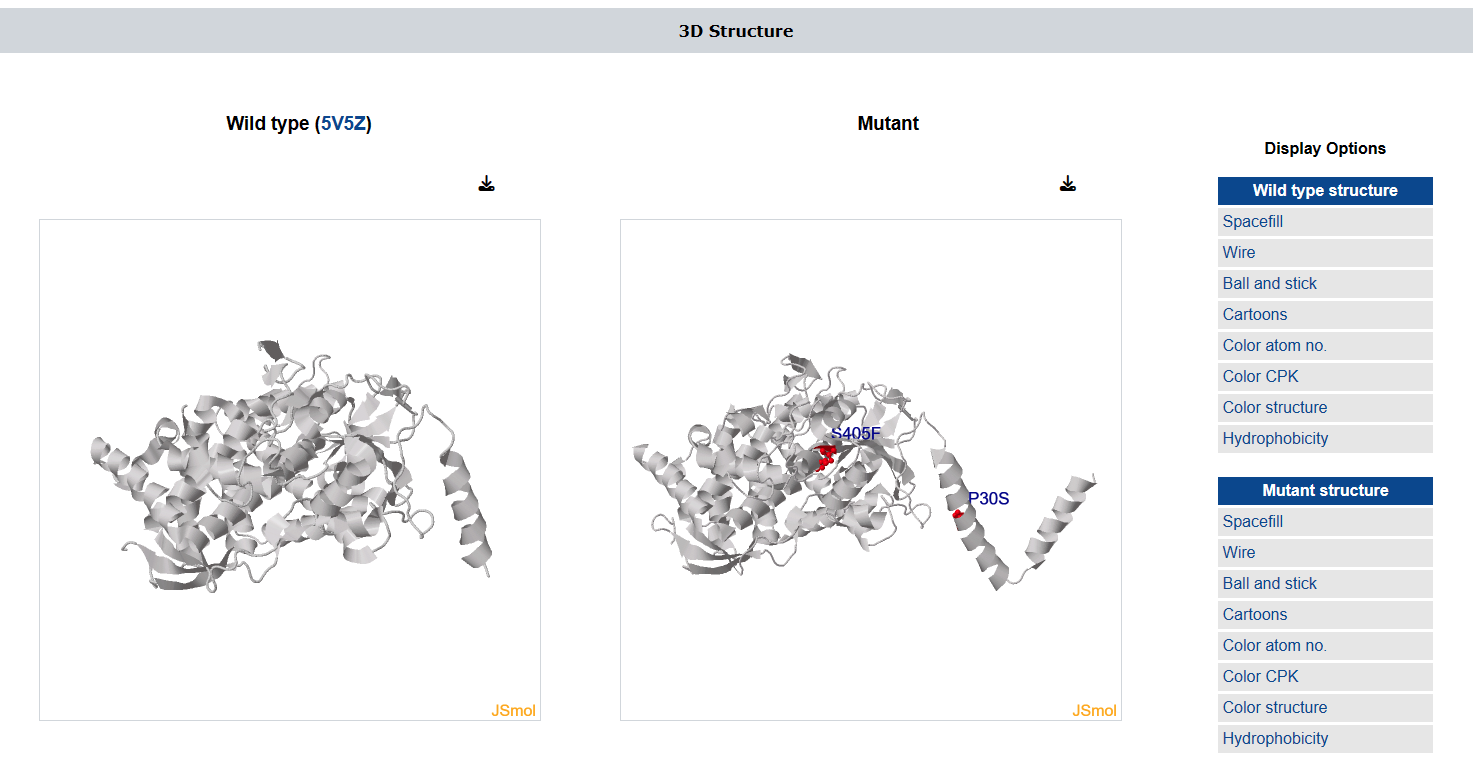 3D Structure
Wild type (5V5Z)
Mutant
JSmol
S405F
P30S
JSmol
Display Options
Wild type structure
Spacefill
Wire
Ball and stick
Cartoons
Color atom no.
Color CPK
Color structure
Hydrophobicity
Mutant structure
Spacefill
Wire
Ball and stick
Cartoons
Color atom no.
Color CPK
Color structure
Hydrophobicity